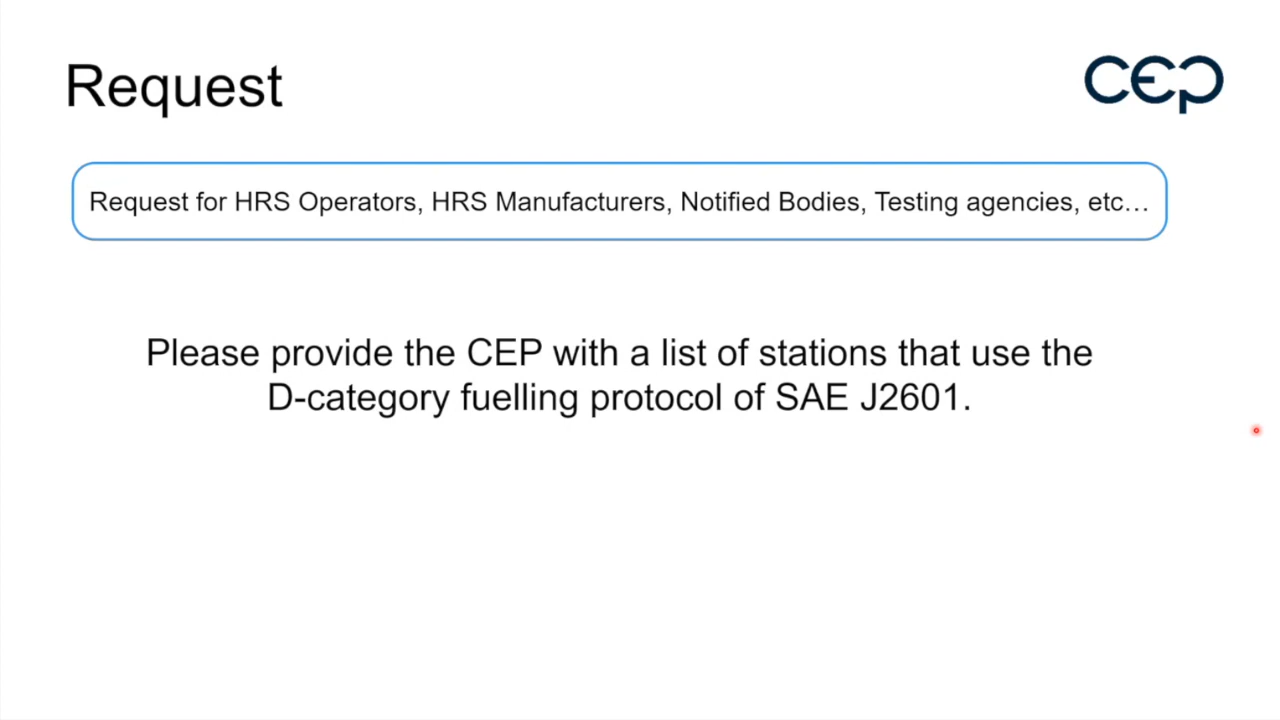 Request
cep
Request for HRS Operators, HRS Manufacturers, Notified Bodies, Testing agencies, etc…
Please provide the CEP with a list of stations that use the
D-category fuelling protocol of SAE J2601.